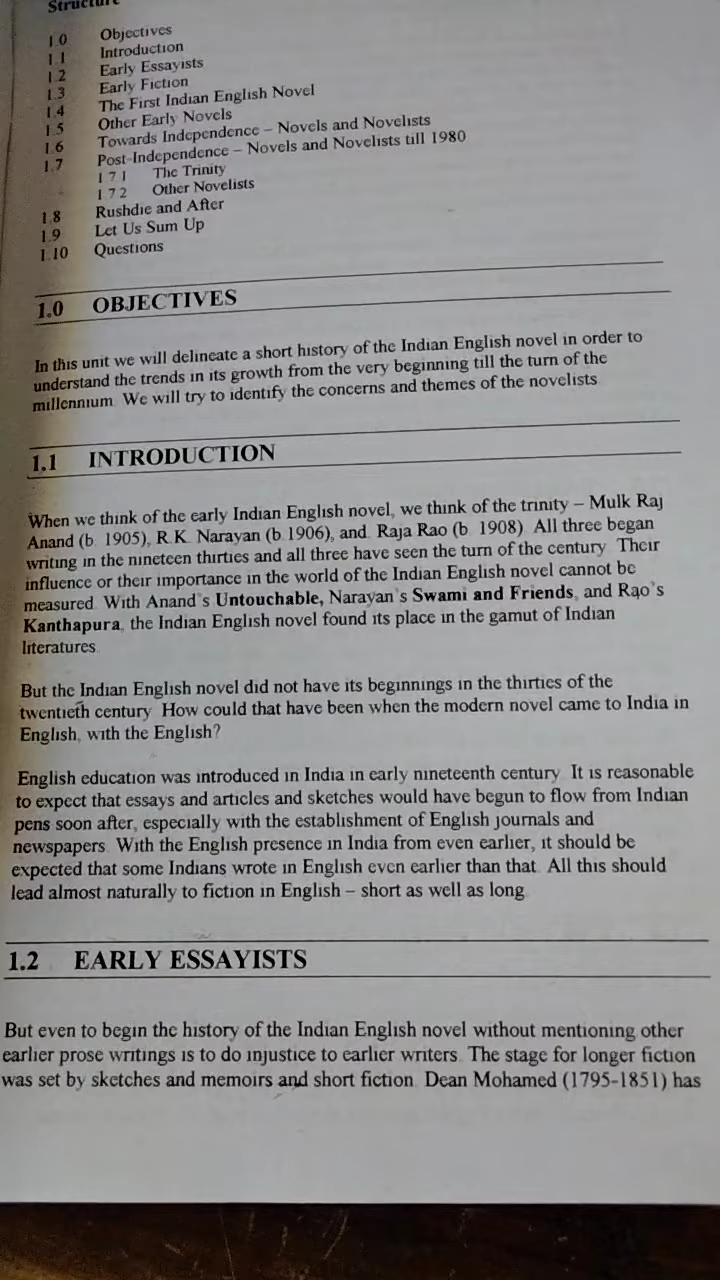 Structure
1.0 Objectives
1.1 Introduction
1.2 Early Essayists
1.3 Early Fiction
1.4 The First Indian English Novel
1.5 Other Early Novels
1.6 Towards Independence – Novels and Novelists
1.7 Post-Independence – Novels and Novelists till 1980
1 7 1 The Trinity
1 7 2 Other Novelists
1.8 Rushdie and After
1.9 Let Us Sum Up
1.10 Questions
1.0 OBJECTIVES
In this unit we will delineate a short history of the Indian English novel in order to
understand the trends in its growth from the very beginning till the turn of the
millennium We will try to identify the concerns and themes of the novelists
1.1 INTRODUCTION
When we think of the early Indian English novel, we think of the trinity – Mulk Raj
Anand (b 1905), R.K. Narayan (b.1906), and Raja Rao (b 1908) All three began
writing in the nineteen thirties and all three have seen the turn of the century Their
influence or their importance in the world of the Indian English novel cannot be
measured With Anand's Untouchable, Narayan's Swami and Friends, and Rao's
Kanthapura, the Indian English novel found its place in the gamut of Indian
literatures
But the Indian English novel did not have its beginnings in the thirties of the
twentieth century How could that have been when the modern novel came to India in
English, with the English?
English education was introduced in India in early nineteenth century It is reasonable
to expect that essays and articles and sketches would have begun to flow from Indian
pens soon after, especially with the establishment of English journals and
newspapers With the English presence in India from even earlier, it should be
expected that some Indians wrote in English even earlier than that All this should
lead almost naturally to fiction in English – short as well as long
1.2 EARLY ESSAYISTS
But even to begin the history of the Indian English novel without mentioning other
earlier prose writings is to do injustice to earlier writers The stage for longer fiction
was set by sketches and memoirs and short fiction Dean Mohamed (1795-1851) has